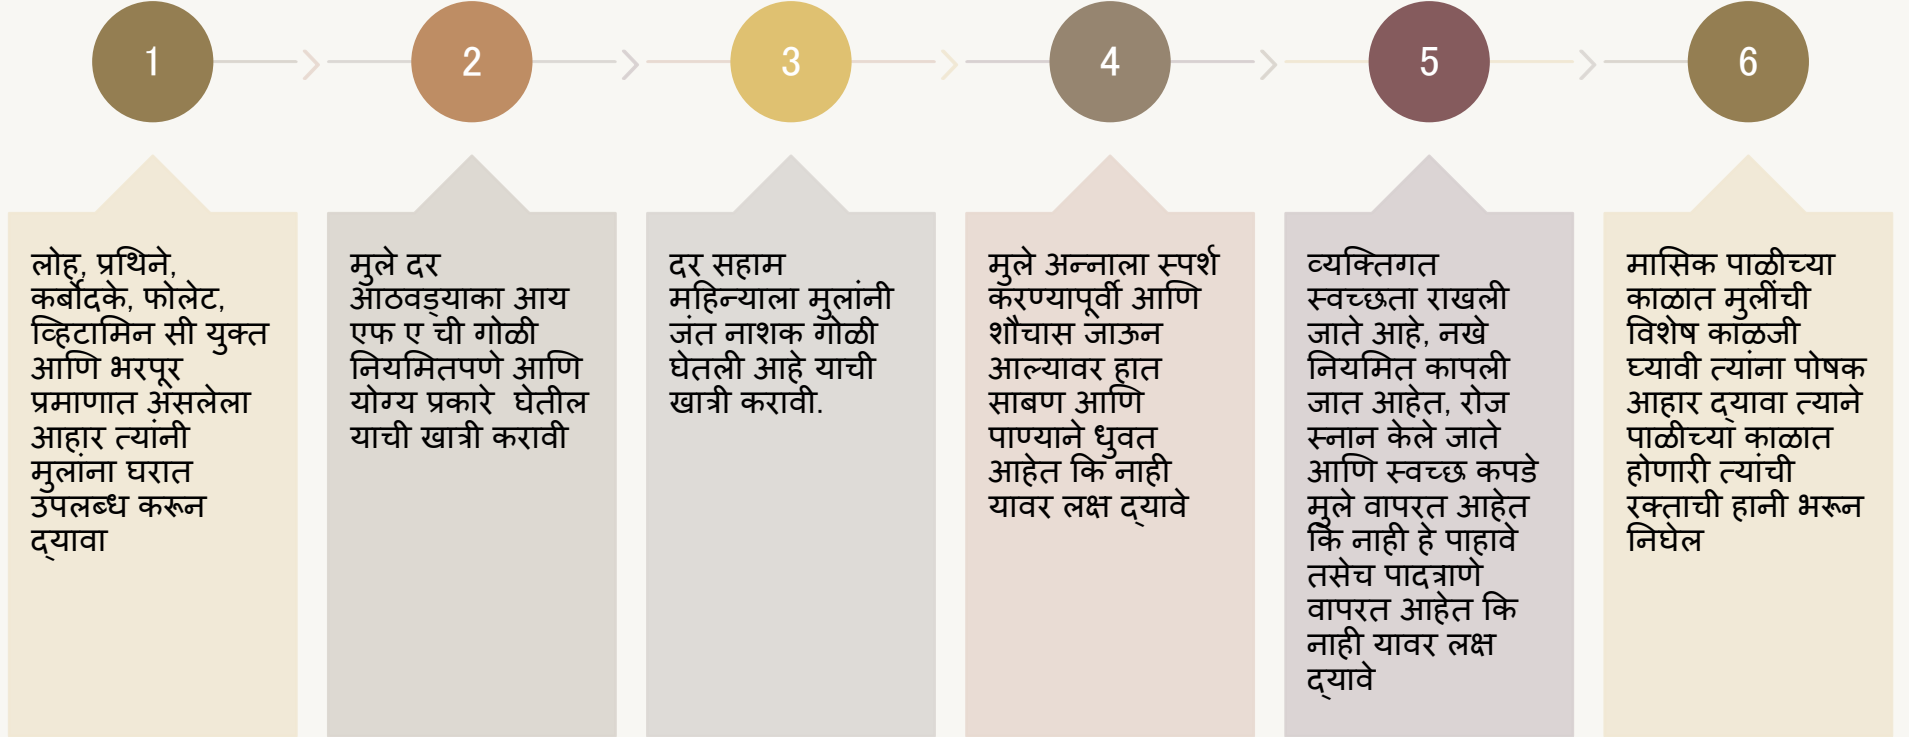 1
2
3
4
5
6
लोह, प्रथिने,
कर्बोदके, फोलेट,
व्हिटामिन सी युक्त
आणि भरपूर
प्रमाणात असलेला
आहार त्यांनी
मुलांना घरात
उपलब्ध करून
द्यावा
मुले दर
आठवड्याका आय
एफ ए ची गोळी
नियमितपणे आणि
योग्य प्रकारे  घेतील
याची खात्री करावी
दर सहाम
महिन्याला मुलांनी
जंत नाशक गोळी
घेतली आहे याची
खात्री करावी.
मुले अन्नाला स्पर्श
करण्यापूर्वी आणि
शौचास जाऊन
आल्यावर हात
साबण आणि
पाण्याने धुवत
आहेत कि नाही
यावर लक्ष द्यावे
व्यक्तिगत
स्वच्छता राखली
जाते आहे, नखे
नियमित कापली
जात आहेत, रोज
स्नान केले जाते
आणि स्वच्छ कपडे
मुले वापरत आहेत
कि नाही हे पाहावे
तसेच पादत्राणे
वापरत आहेत कि
नाही यावर लक्ष
द्यावे
मासिक पाळीच्या
काळात मुलींची
विशेष काळजी
घ्यावी त्यांना पोषक
आहार द्यावा त्याने
पाळीच्या काळात
होणारी त्यांची
रक्ताची हानी भरून
निघेल